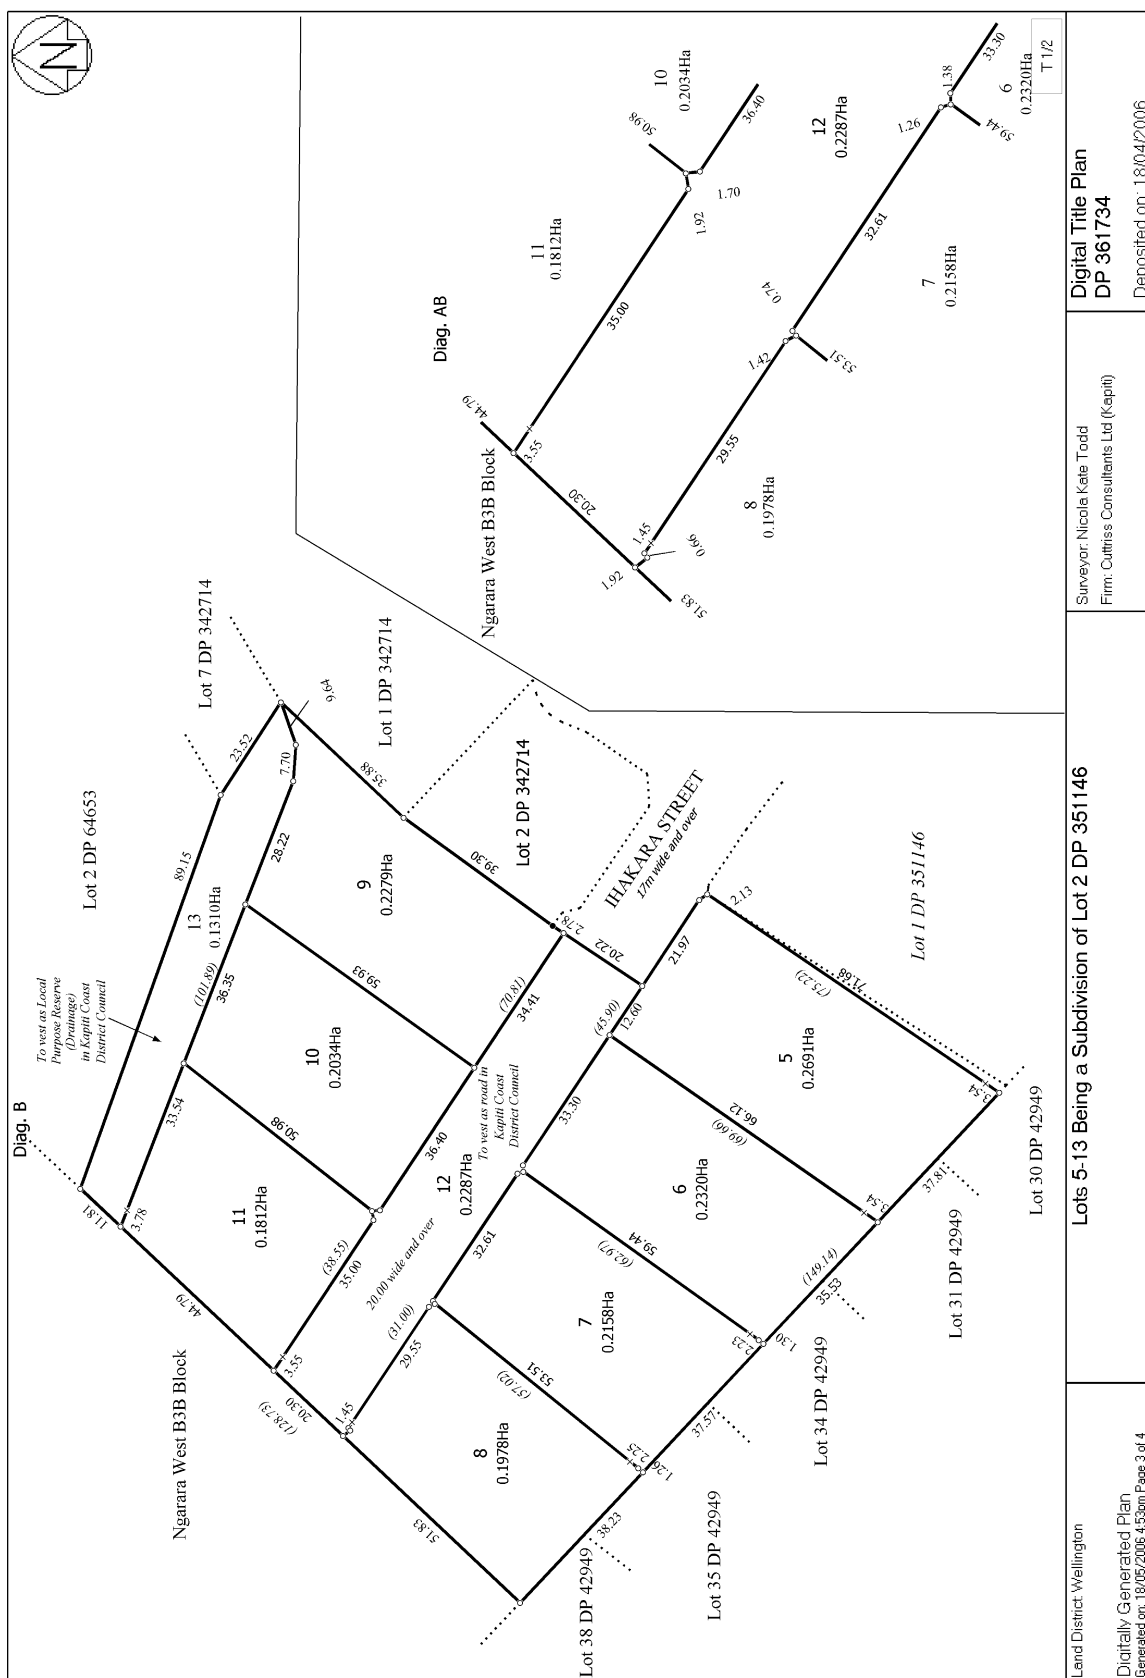 N
Diag. B
Lot 2 DP 64653
Lot 7 DP 342714
Lot 1 DP 342714
Lot 2 DP 342714
To vest as Local
Purpose Reserve
(Drainage)
in Kapiti Coast
District Council
11.81
89.15
23.52
13
0.1310Ha
(101.89)
3.78
33.54
36.35
28.22
7.70
9.64
35.88
39.30
2.78
20.22
Ngarara West B3B Block
44.79
11
0.1812Ha
50.98
10
0.2034Ha
59.93
9
0.2279Ha
3.55
35.00
(38.55)
36.40
34.41
(70.81)
20.30
(128.73)
20.00 wide and over
12
0.2287Ha
To vest as road in
Kapiti Coast
District Council
IHAKARA STREET
17m wide and over
1.45
29.55
(31.00)
32.61
33.30
12.60
(45.90)
21.97
2.13
51.83
8
0.1978Ha
53.51
(57.02)
7
0.2158Ha
59.44
(62.97)
6
0.2320Ha
66.12
(69.66)
5
0.2691Ha
71.68
(75.22)
Lot 1 DP 351146
2.25
1.26
2.23
1.30
3.54
3.54
38.23
37.57
35.53
(149.14)
37.81
Lot 38 DP 42949
Lot 35 DP 42949
Lot 34 DP 42949
Lot 31 DP 42949
Lot 30 DP 42949
Diag. AB
Ngarara West B3B Block
44.79
3.55
35.00
11
0.1812Ha
50.98
10
0.2034Ha
1.92
1.70
36.40
20.30
12
0.2287Ha
1.92
51.83
1.45
0.66
29.55
8
0.1978Ha
1.42
0.74
53.51
32.61
7
0.2158Ha
1.26
1.38
59.44
33.30
6
0.2320Ha
T 1/2
Land District: Wellington
Digitally Generated Plan
Generated on: 18/05/2006 4:53pm Page 3 of 4
Lots 5-13 Being a Subdivision of Lot 2 DP 351146
Surveyor: Nicola Kate Todd
Firm: Cuttriss Consultants Ltd (Kapiti)
Digital Title Plan
DP 361734
Deposited on: 18/04/2006